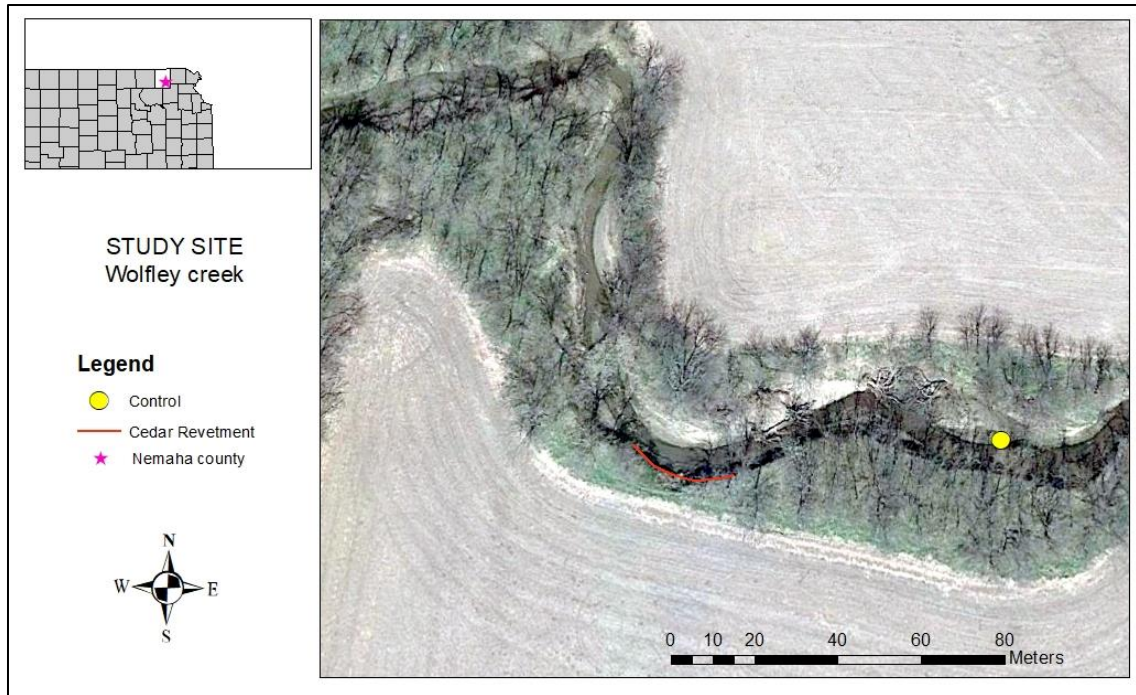 STUDY SITE
Wolfley creek
Legend
Control
Cedar Revetment
Nemaha county
N
W E
S
0 10 20 40 60 80
Meters